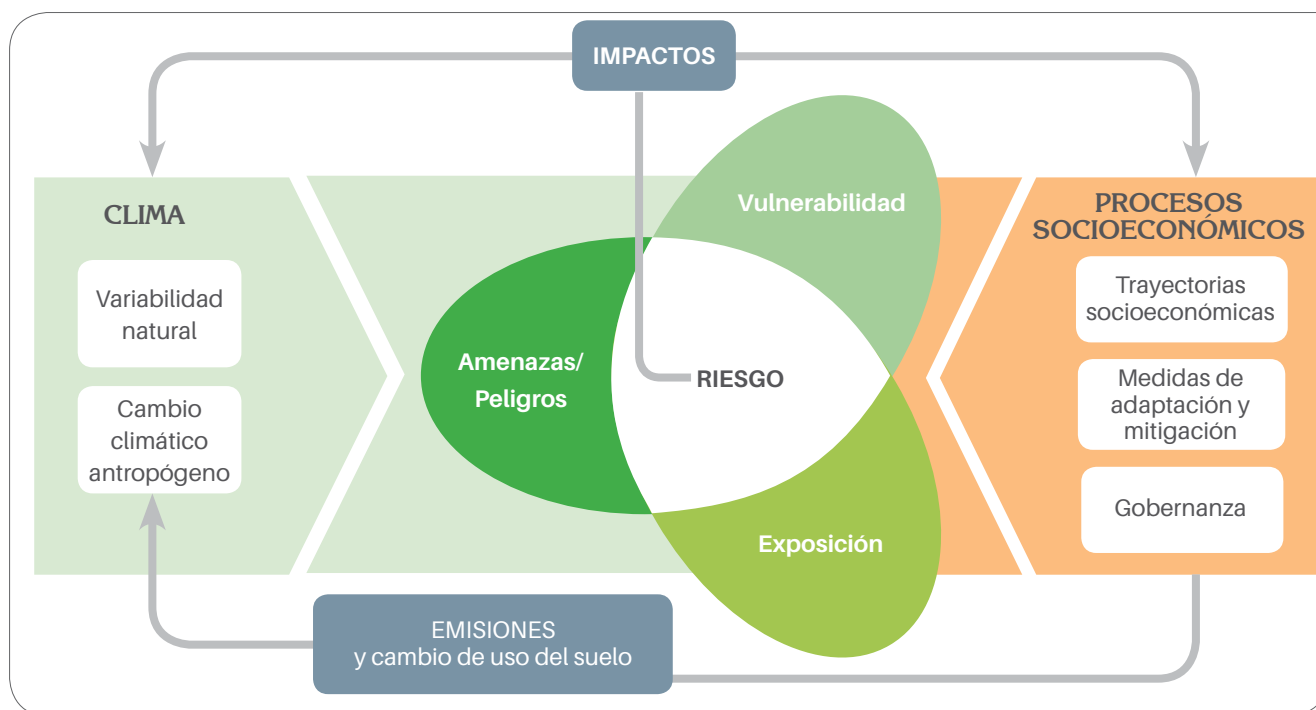 IMPACTOS
CLIMA
Variabilidad
natural
Cambio
climático
antropógeno
Vulnerabilidad
Amenazas/
Peligros
RIESGO
Exposición
PROCESOS
SOCIOECONÓMICOS
Trayectorias
socioeconómicas
Medidas de
adaptación y
mitigación
Gobernanza
EMISIONES
y cambio de uso del suelo